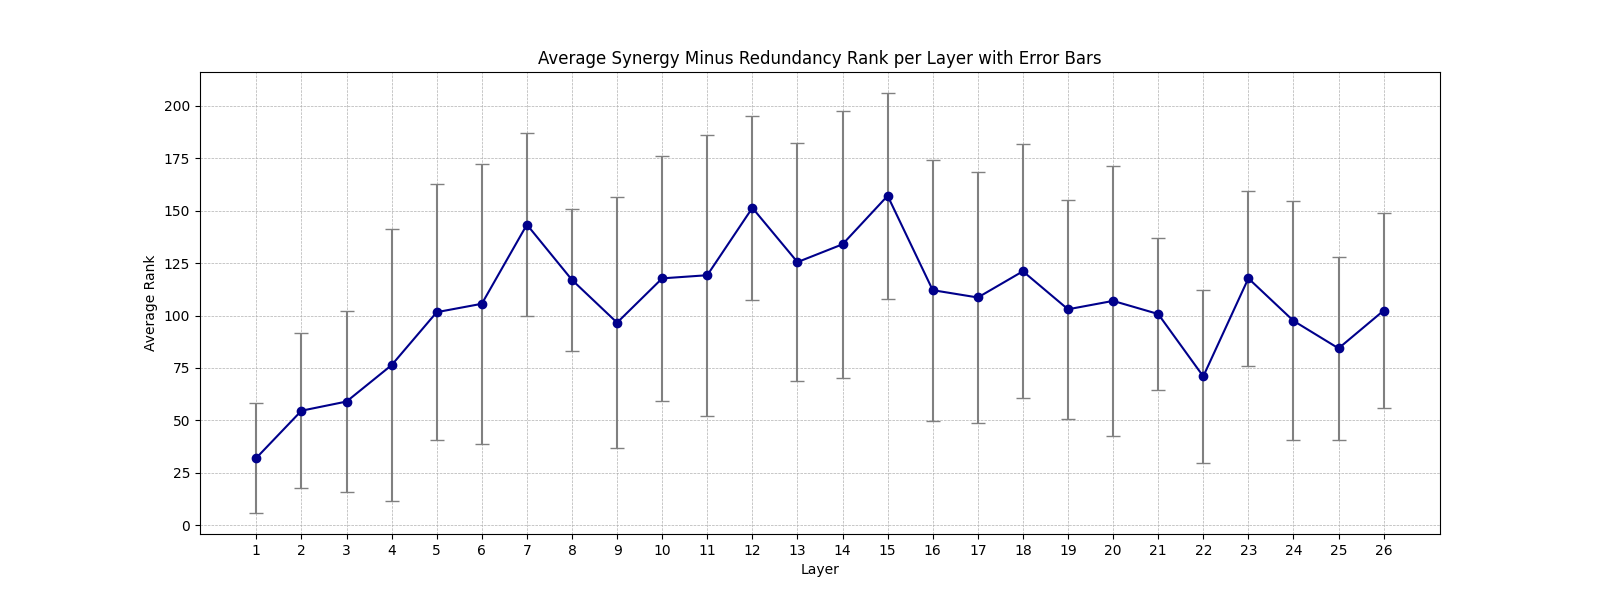 Average Synergy Minus Redundancy Rank per Layer with Error Bars
Average Rank
200
175
150
125
100
75
50
25
0
1 2 3 4 5 6 7 8 9 10 11 12 13 14 15 16 17 18 19 20 21 22 23 24 25 26
Layer